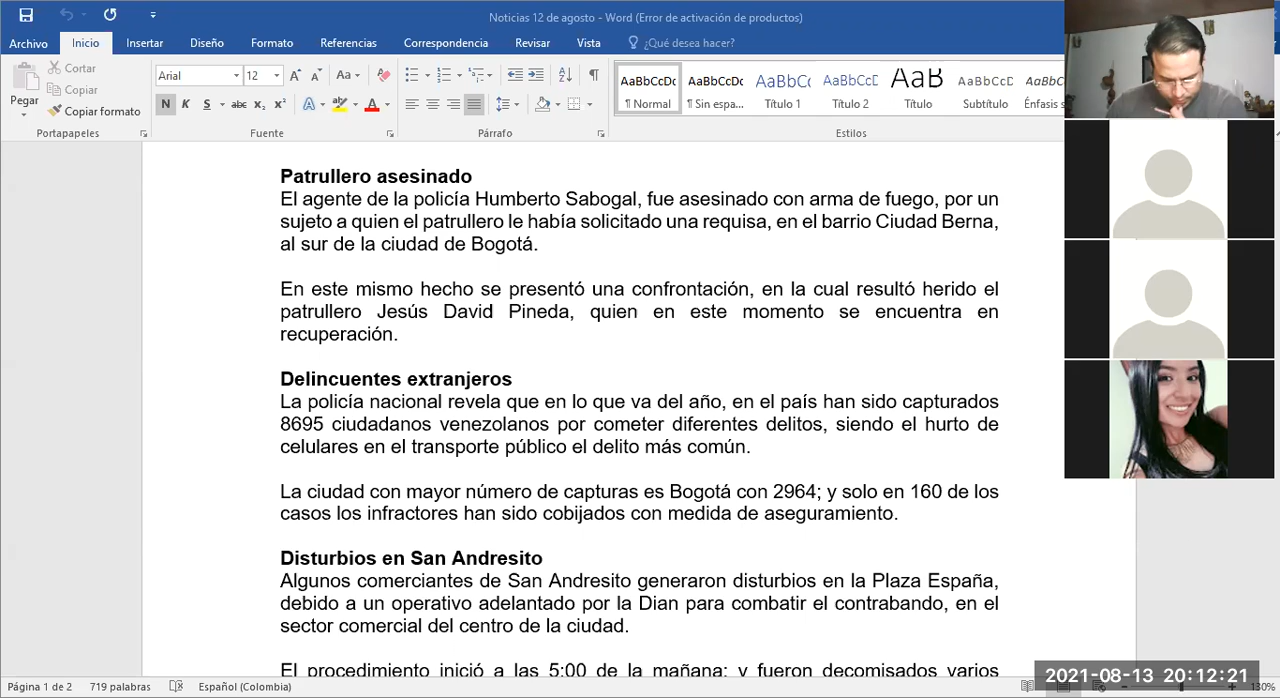 Noticias 12 de agosto - Word (Error de activación de productos)
Archivo Inicio Insertar Diseño Formato Referencias Correspondencia Revisar Vista ¿Qué desea hacer?
Pegar
Cortar
Copiar
Copiar formato
Portapapeles
Arial 12
Aa
N K S abc x₂ x² A ab A
Fuente
Párrafo
AaBbCcDc AaBbCcDc AaBbCc AaBbCcD AaB AaBbCcD AaBbC
¶ Normal ¶ Sin espa... Título 1 Título 2 Título Subtítulo Énfasis s
Estilos
Patrullero asesinado
El agente de la policía Humberto Sabogal, fue asesinado con arma de fuego, por un
sujeto a quien el patrullero le había solicitado una requisa, en el barrio Ciudad Berna,
al sur de la ciudad de Bogotá.
En este mismo hecho se presentó una confrontación, en la cual resultó herido el
patrullero Jesús David Pineda, quien en este momento se encuentra en
recuperación.
Delincuentes extranjeros
La policía nacional revela que en lo que va del año, en el país han sido capturados
8695 ciudadanos venezolanos por cometer diferentes delitos, siendo el hurto de
celulares en el transporte público el delito más común.
La ciudad con mayor número de capturas es Bogotá con 2964; y solo en 160 de los
casos los infractores han sido cobijados con medida de aseguramiento.
Disturbios en San Andresito
Algunos comerciantes de San Andresito generaron disturbios en la Plaza España,
debido a un operativo adelantado por la Dian para combatir el contrabando, en el
sector comercial del centro de la ciudad.
El procedimiento inició a las 5:00 de la mañana; y fueron decomisados varios
Página 1 de 2 719 palabras Español (Colombia) 130%
2021-08-13 20:12:21